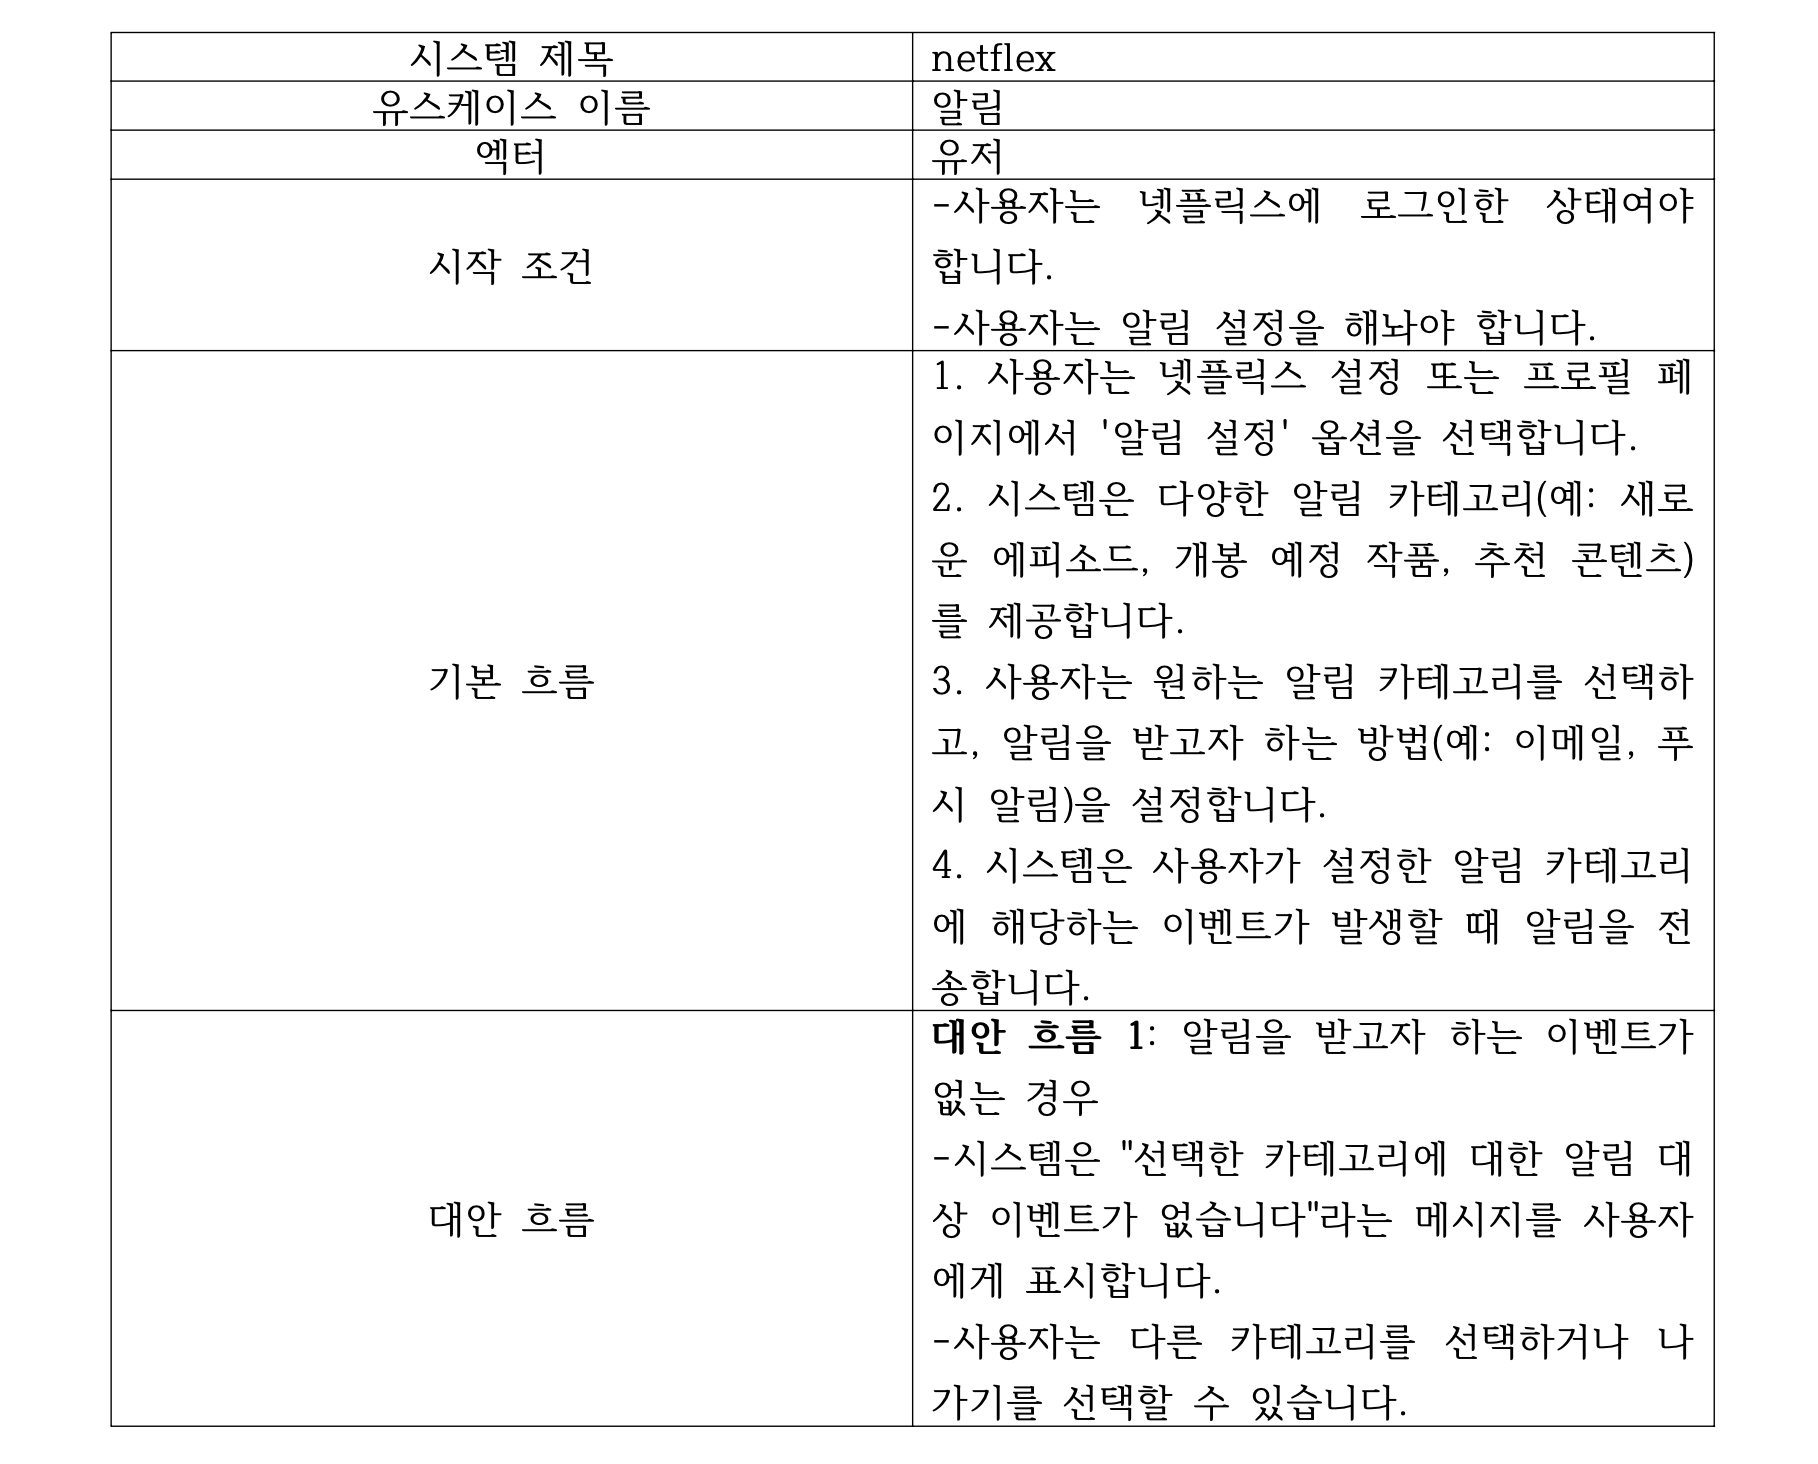 시스템 제목
netflex
유스케이스 이름
알림
엑터
유저
시작 조건
-사용자는 넷플릭스에 로그인한 상태여야
합니다.
-사용자는 알림 설정을 해놔야 합니다.
기본 흐름
1. 사용자는 넷플릭스 설정 또는 프로필 페
이지에서 '알림 설정' 옵션을 선택합니다.
2. 시스템은 다양한 알림 카테고리(예: 새로
운 에피소드, 개봉 예정 작품, 추천 콘텐츠)
를 제공합니다.
3. 사용자는 원하는 알림 카테고리를 선택하
고, 알림을 받고자 하는 방법(예: 이메일, 푸
시 알림)을 설정합니다.
4. 시스템은 사용자가 설정한 알림 카테고리
에 해당하는 이벤트가 발생할 때 알림을 전
송합니다.
대안 흐름
대안 흐름 1: 알림을 받고자 하는 이벤트가
없는 경우
-시스템은 "선택한 카테고리에 대한 알림 대
상 이벤트가 없습니다"라는 메시지를 사용자
에게 표시합니다.
-사용자는 다른 카테고리를 선택하거나 나
가기를 선택할 수 있습니다.